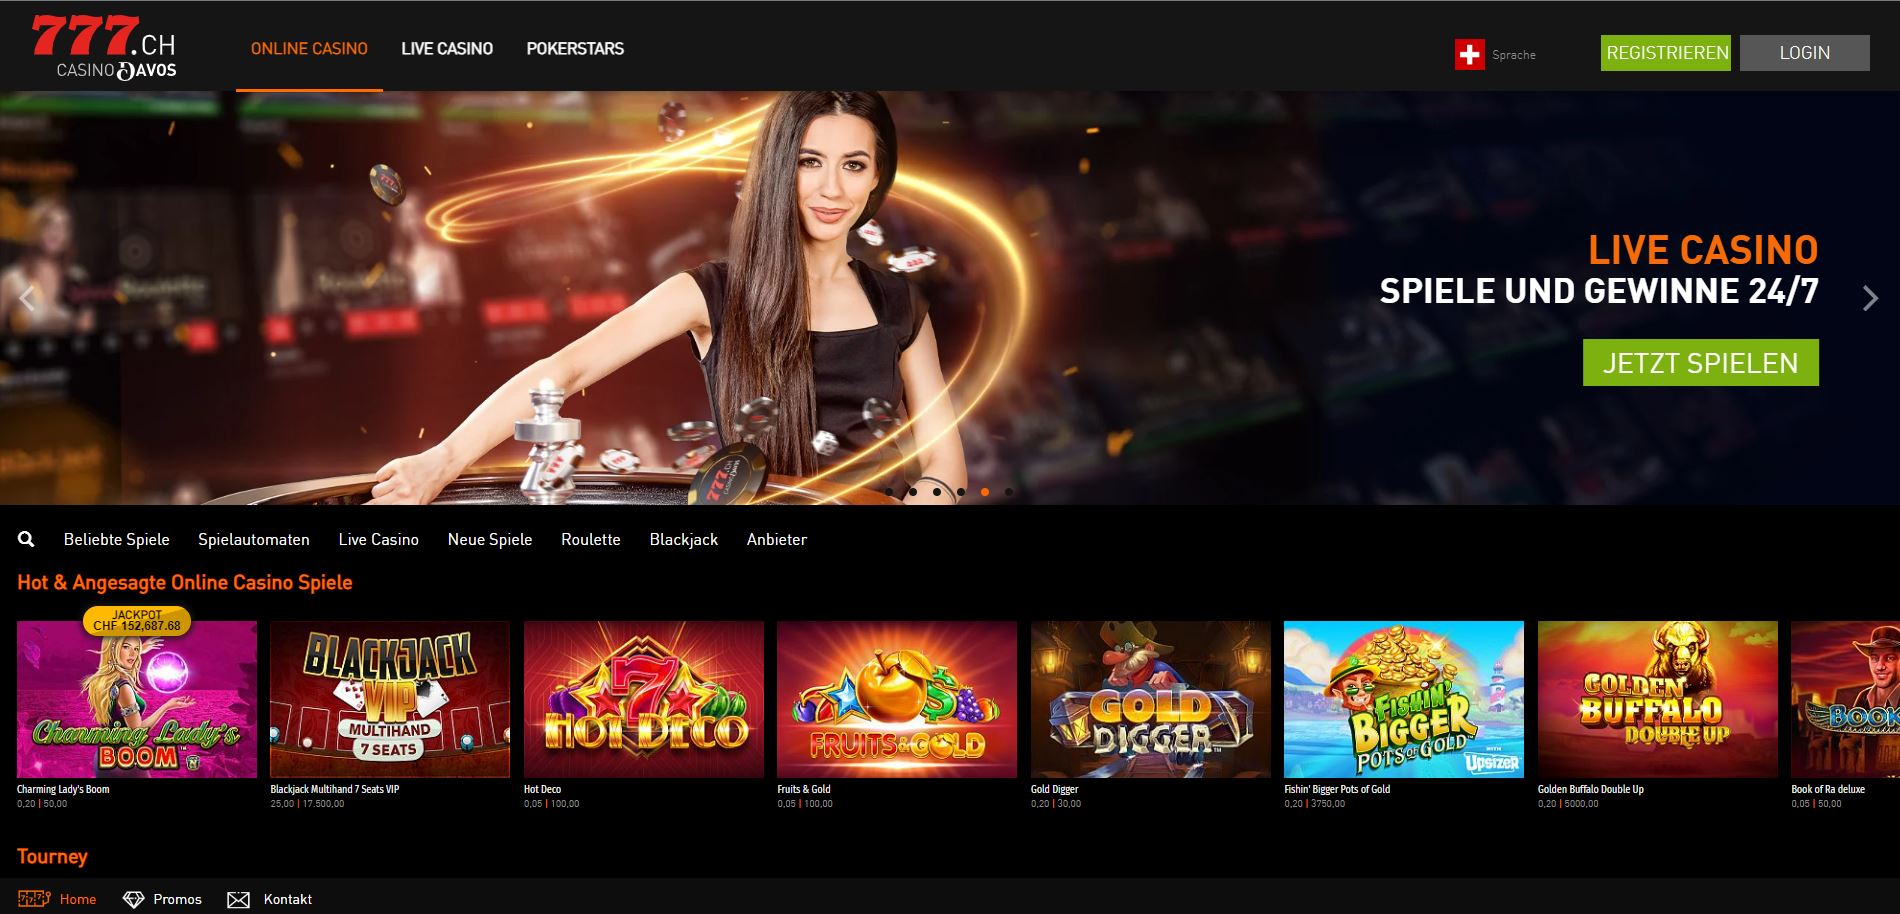 777.CH
CASINO DAVOS
ONLINE CASINO
LIVE CASINO
POKERSTARS
Sprache
REGISTRIEREN
LOGIN
LIVE CASINO
SPIELE UND GEWINNE 24/7
JETZT SPIELEN
777.CH
Beliebte Spiele
Spielautomaten
Live Casino
Neue Spiele
Roulette
Blackjack
Anbieter
Hot & Angesagte Online Casino Spiele
JACKPOT
CHF 152,687.68
Charming Lady's
BOOM™
BLACKJACK
VIP
MULTIHAND
7 SEATS
7
HOT DECO
FRUITS & GOLD
GOLD
DIGGER™
FISHIN'
BIGGER
POTS OF GOLD™
WITH
UPSIZER
GOLDEN
BUFFALO
DOUBLE UP
BOOK
Charming Lady's Boom
0,20 | 50,00
Blackjack Multihand 7 Seats VIP
25,00 | 17.500,00
Hot Deco
0,05 | 100,00
Fruits & Gold
0,05 | 100,00
Gold Digger
0,20 | 30,00
Fishin' Bigger Pots of Gold
0,20 | 3750,00
Golden Buffalo Double Up
0,20 | 5000,00
Book of Ra deluxe
0,05 | 50,00
Tourney
Home
Promos
Kontakt